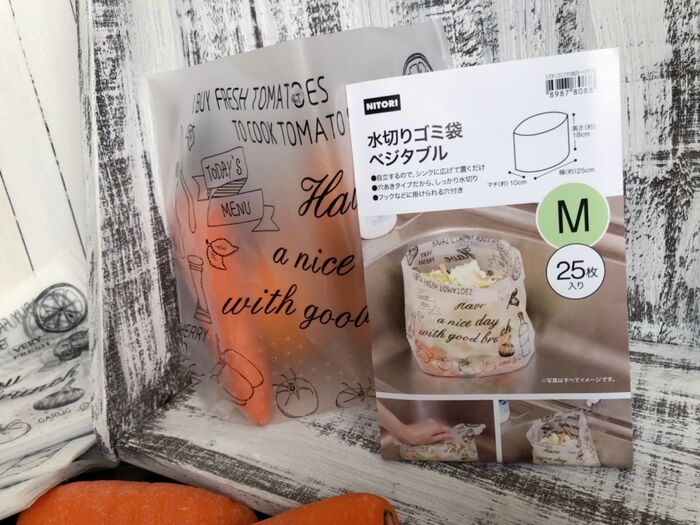 I BUY FRESH TOMATOES
TO COOK TOMATO
TODAY'S
MENU
a nice
with good
GARLIC
NITORI
8987 8088
水切りゴミ袋
ベジタブル
●自立するので、シンクに広げて置くだけ
●穴あきタイプだから、しっかり水切り
●フックなどに掛けられる穴付き
高さ(約)
18cm
幅(約)25cm
マチ(約)10cm
M
25枚
入り
Have
a nice day
with good
※写真はすべてイメージです。